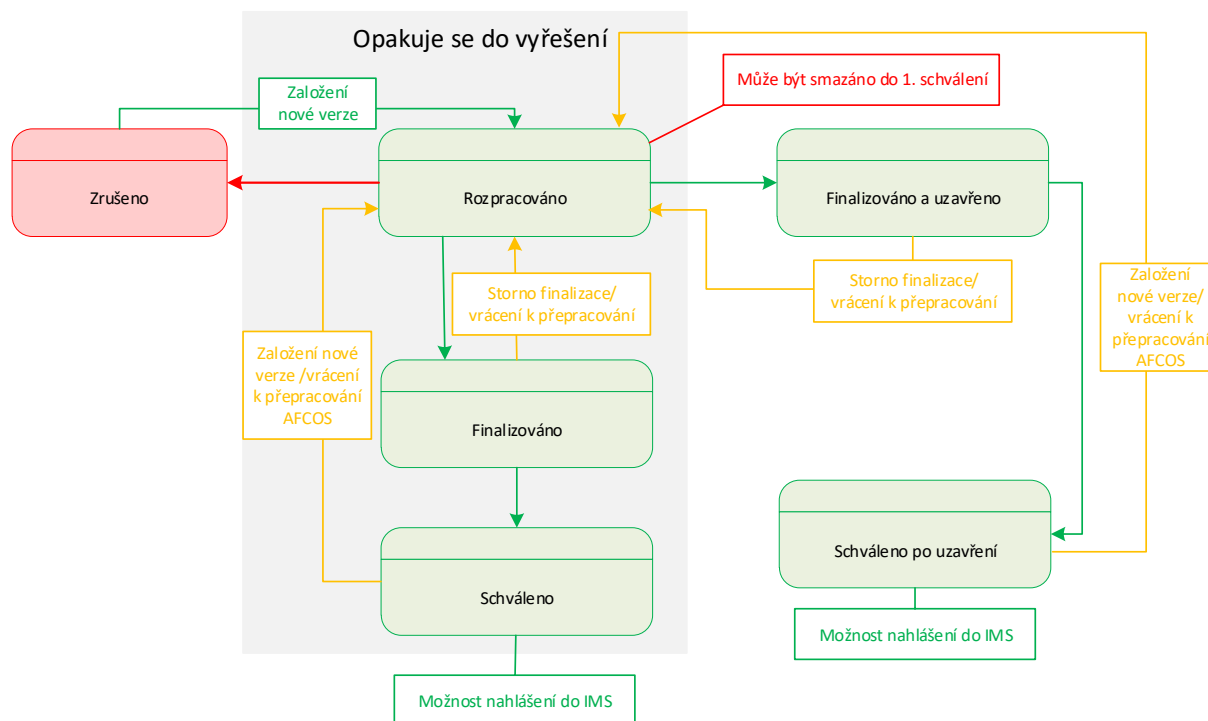 Opakuje se do vyřešení
Může být smazáno do 1. schválení
Založení
nové verze
Zrušeno
Rozpracováno
Finalizováno a uzavřeno
Storno finalizace/
vrácení k přepracování
Storno finalizace/
vrácení k přepracování
Založení
nové verze/
vrácení k
přepracování
AFCOS
Založení nové
verze /vrácení
k přepracování
AFCOS
Finalizováno
Schváleno po uzavření
Schváleno
Možnost nahlášení do IMS
Možnost nahlášení do IMS